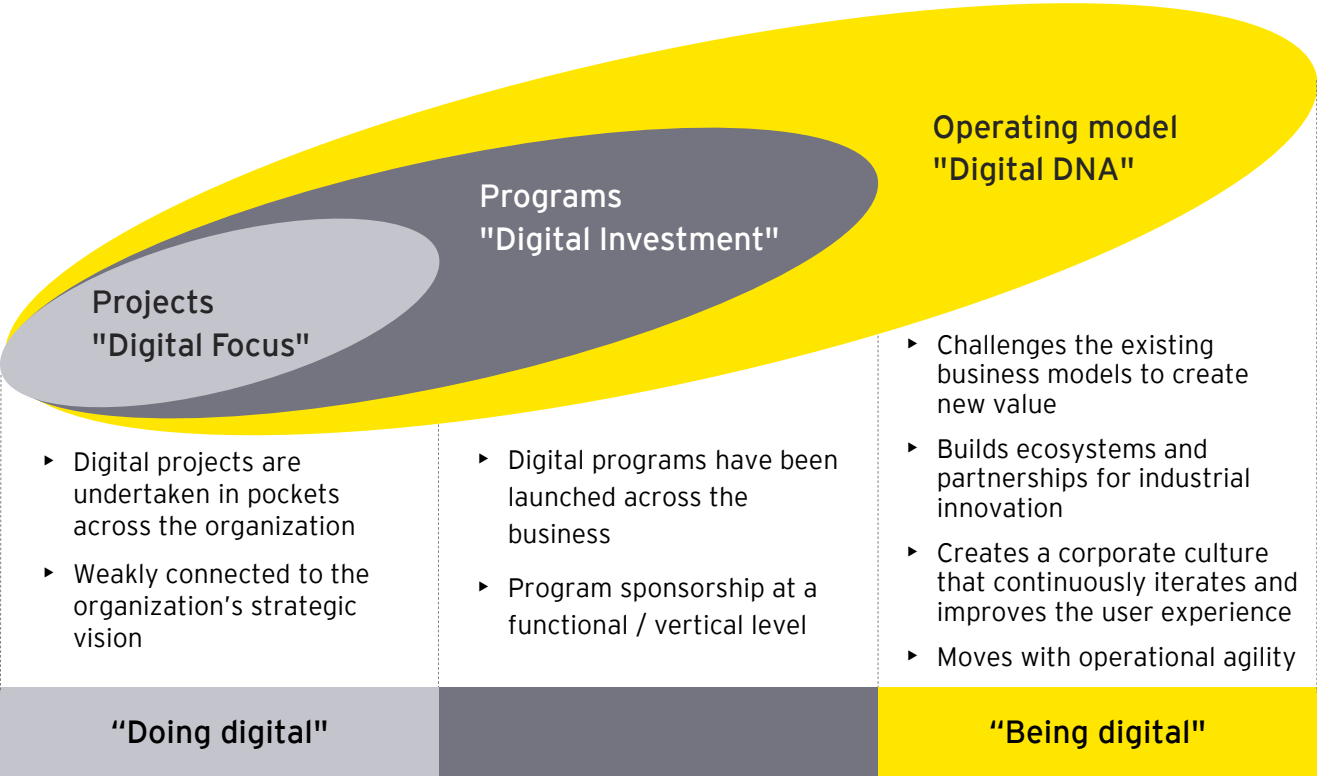 Operating model
"Digital DNA"
Programs
"Digital Investment"
Projects
"Digital Focus"
‣ Digital projects are
undertaken in pockets
across the organization
‣ Weakly connected to the
organization’s strategic
vision
‣ Digital programs have been
launched across the
business
‣ Program sponsorship at a
functional / vertical level
‣ Challenges the existing
business models to create
new value
‣ Builds ecosystems and
partnerships for industrial
innovation
‣ Creates a corporate culture
that continuously iterates and
improves the user experience
‣ Moves with operational agility
“Doing digital"
“Being digital"